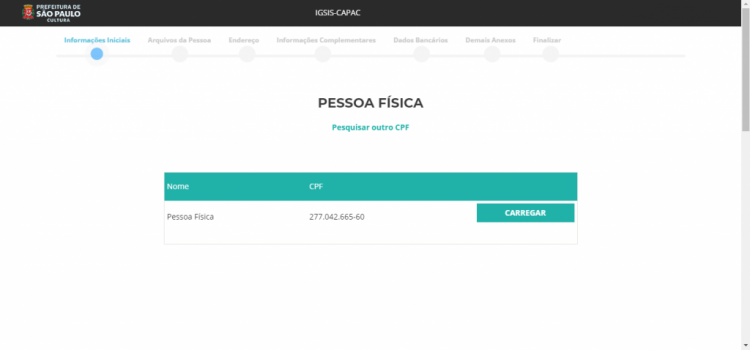 PREFEITURA DE
SÃO PAULO
CULTURA
IGSIS-CAPAC
Informações Iniciais Arquivos da Pessoa Endereço Informações Complementares Dados Bancários Demais Anexos Finalizar
PESSOA FÍSICA
Pesquisar outro CPF
Nome CPF
Pessoa Física 277.042.665-60 CARREGAR